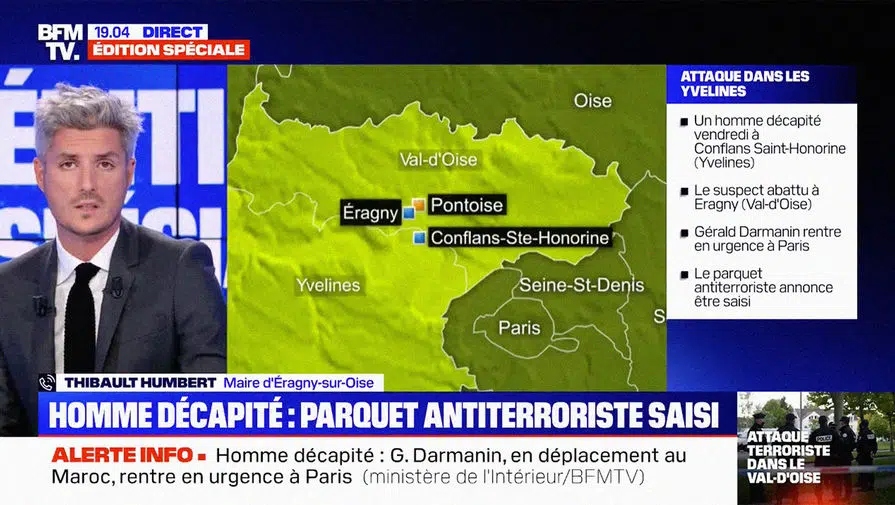 BFM
TV.
19.04 DIRECT
ÉDITION SPÉCIALE
ATTAQUE DANS LES
YVELINES
Un homme décapité
vendredi à
Conflans Saint-Honorine
(Yvelines)
Le suspect abattu à
Eragny (Val-d'Oise)
Gérald Darmanin rentre
en urgence à Paris
Le parquet
antiterroriste annonce
être saisi
Oise
Val-d'Oise
Pontoise
Éragny
Conflans-Ste-Honorine
Yvelines
Seine-St-Denis
Paris
S
THIBAULT HUMBERT Maire d'Éragny-sur-Oise
HOMME DÉCAPITÉ : PARQUET ANTITERRORISTE SAISI
ALERTE INFO Homme décapité : G. Darmanin, en déplacement au
Maroc, rentre en urgence à Paris (ministère de l'Intérieur/BFMTV)
ATTAQUE
TERRORISTE
DANS LE
VAL-D'OISE